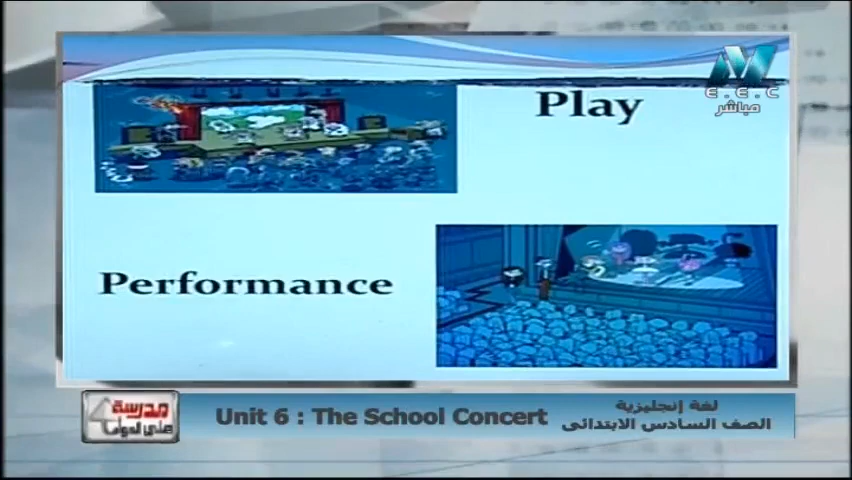 E.E.C
مباشر
Play
Performance
مدرسة
على الهواء
Unit 6 : The School Concert
لغة إنجليزية
الصف السادس الابتدائى